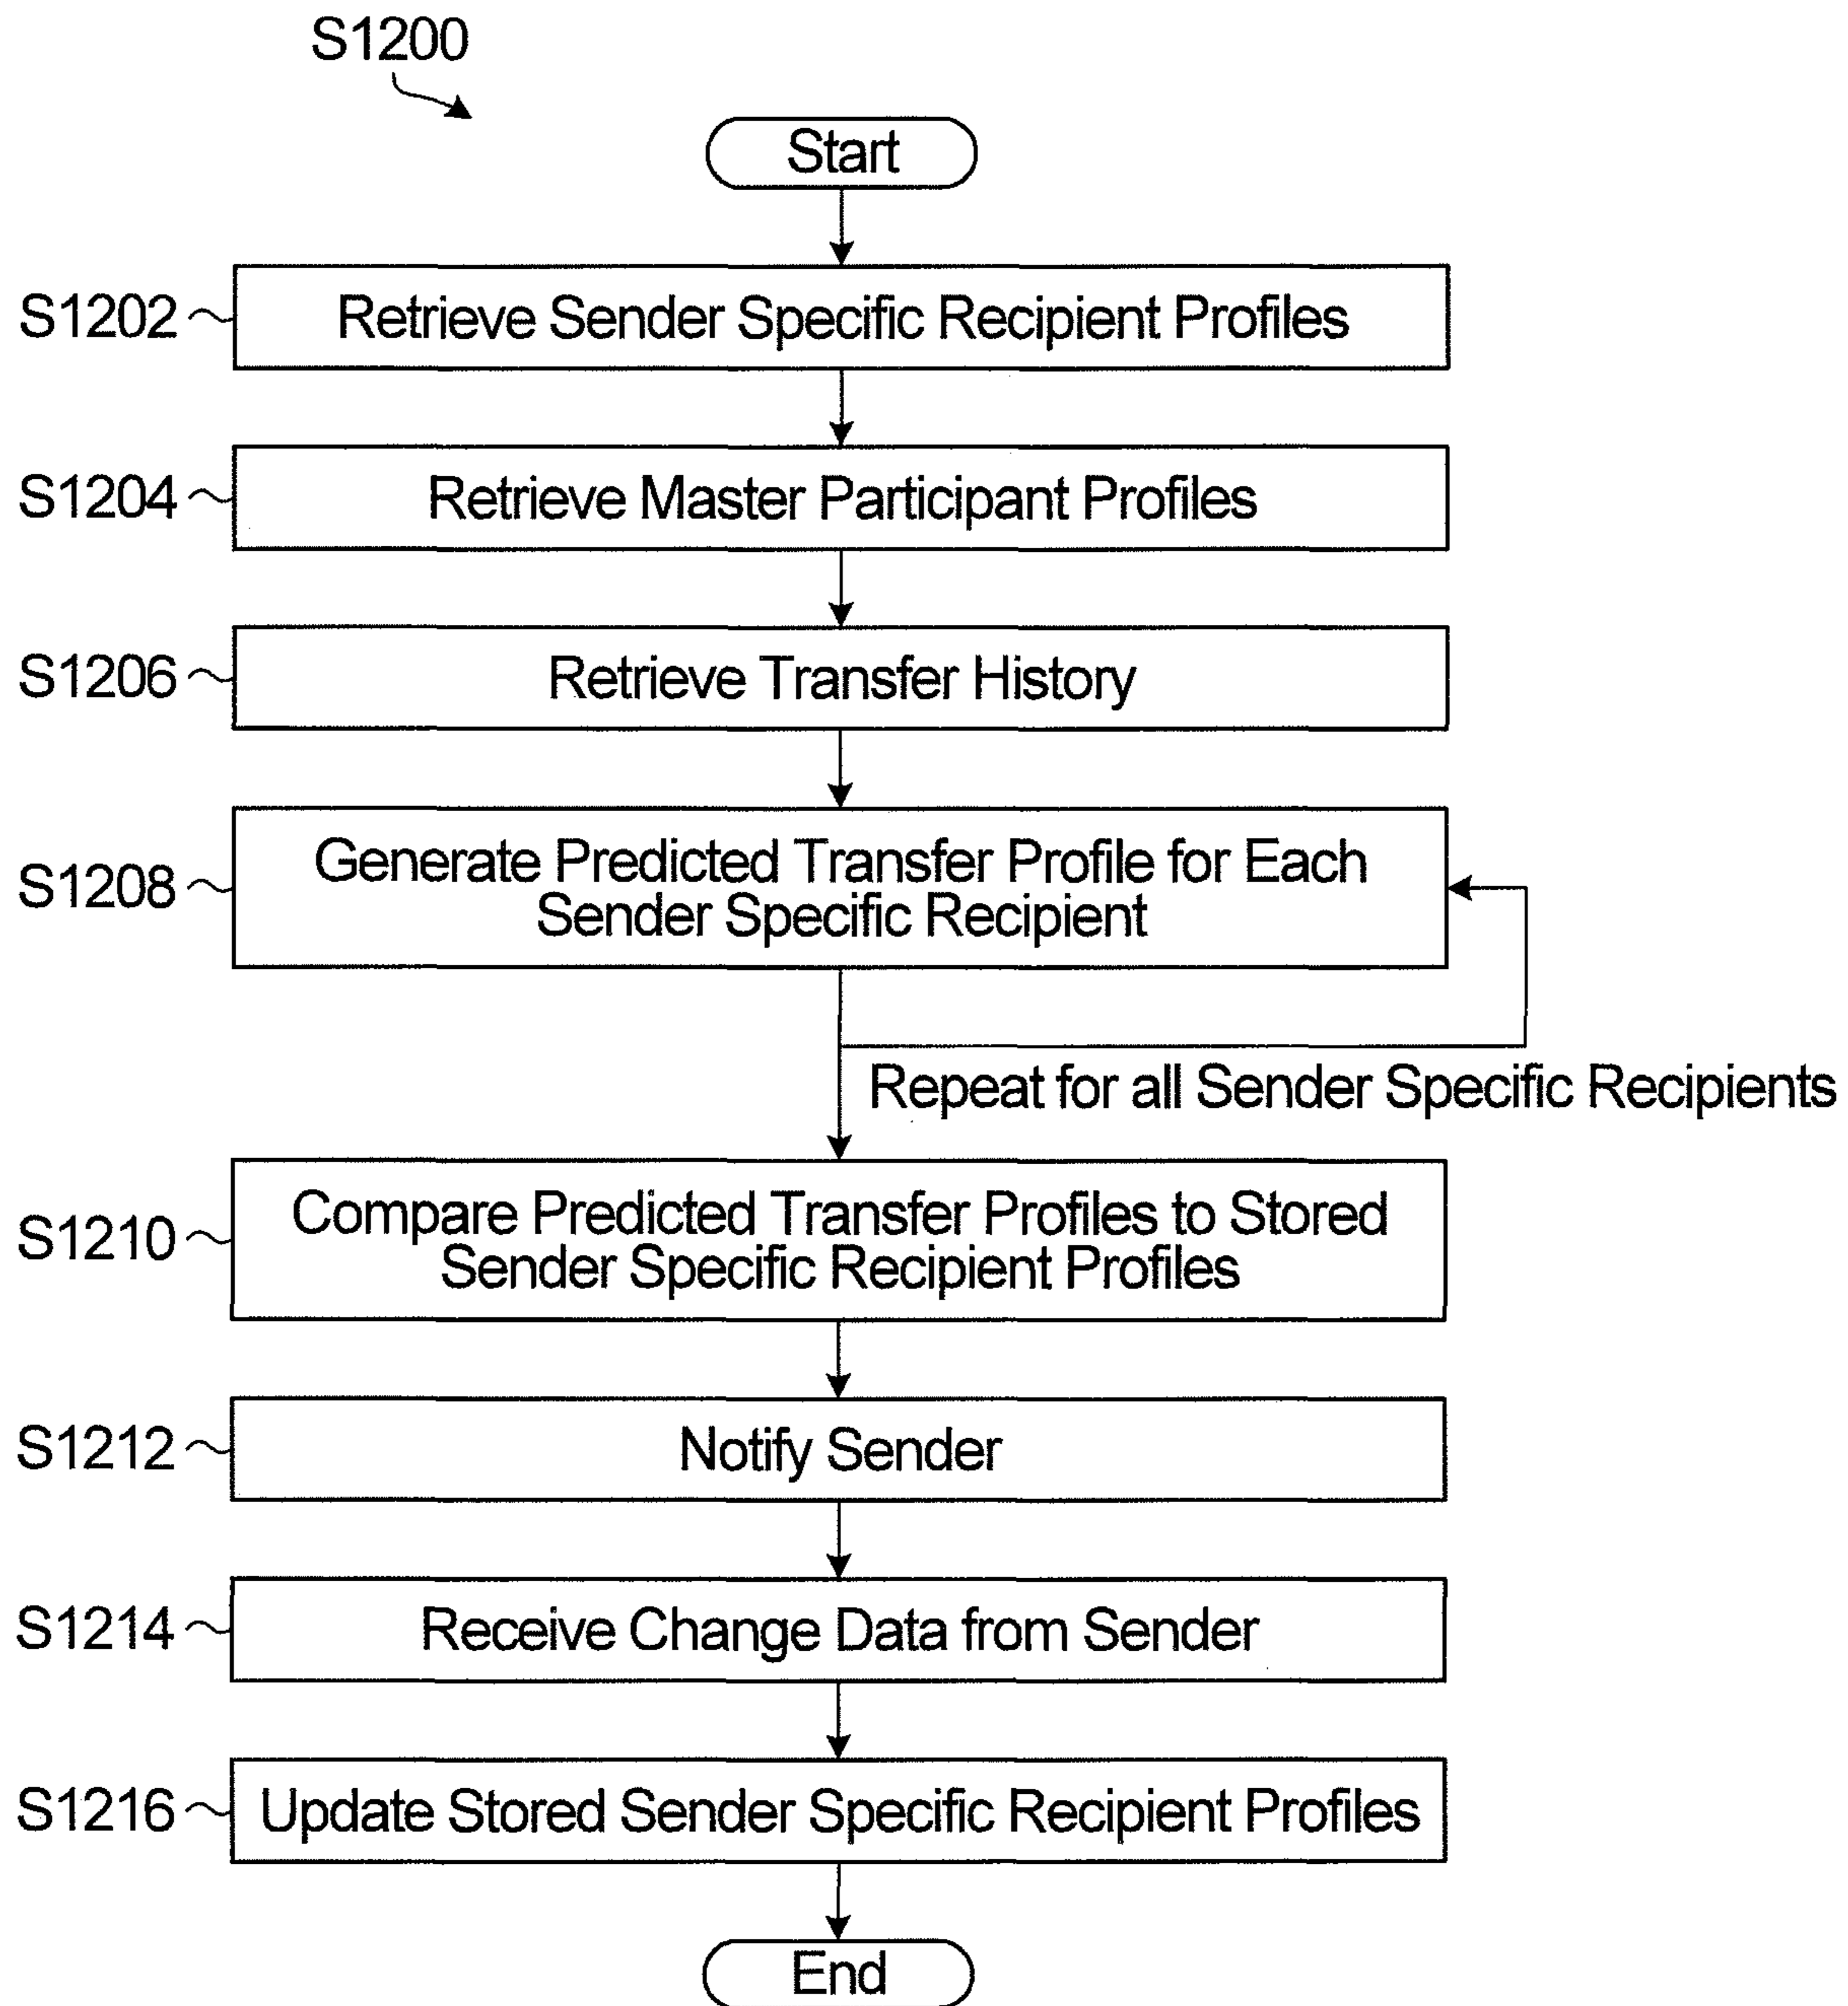 S1200
Start
S1202
Retrieve Sender Specific Recipient Profiles
S1204
Retrieve Master Participant Profiles
S1206
Retrieve Transfer History
S1208
Generate Predicted Transfer Profile for Each
Sender Specific Recipient
Repeat for all Sender Specific Recipients
S1210
Compare Predicted Transfer Profiles to Stored
Sender Specific Recipient Profiles
S1212
Notify Sender
S1214
Receive Change Data from Sender
S1216
Update Stored Sender Specific Recipient Profiles
End